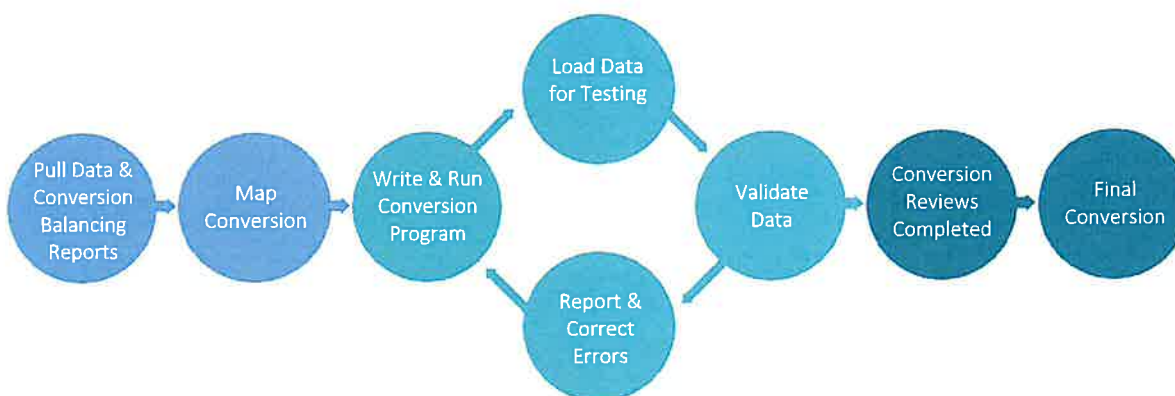 Pull Data &
Conversion
Balancing
Reports
Map
Conversion
Write & Run
Conversion
Program
Load Data
for Testing
Validate
Data
Report &
Correct
Errors
Conversion
Reviews
Completed
Final
Conversion